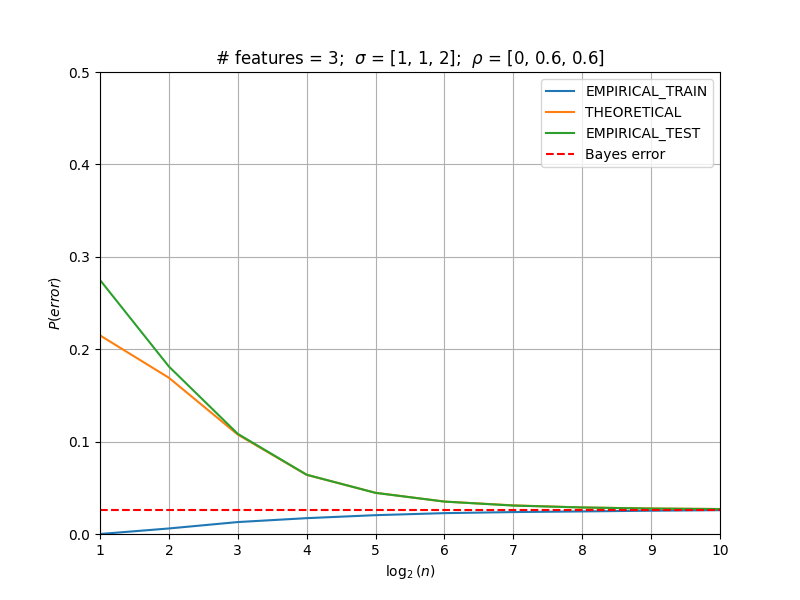 # features = 3; σ = [1, 1, 2]; ρ = [0, 0.6, 0.6]
EMPIRICAL_TRAIN
THEORETICAL
EMPIRICAL_TEST
Bayes error
0.5
0.4
0.3
0.2
0.1
0.0
P(error)
1 2 3 4 5 6 7 8 9 10
log₂(n)